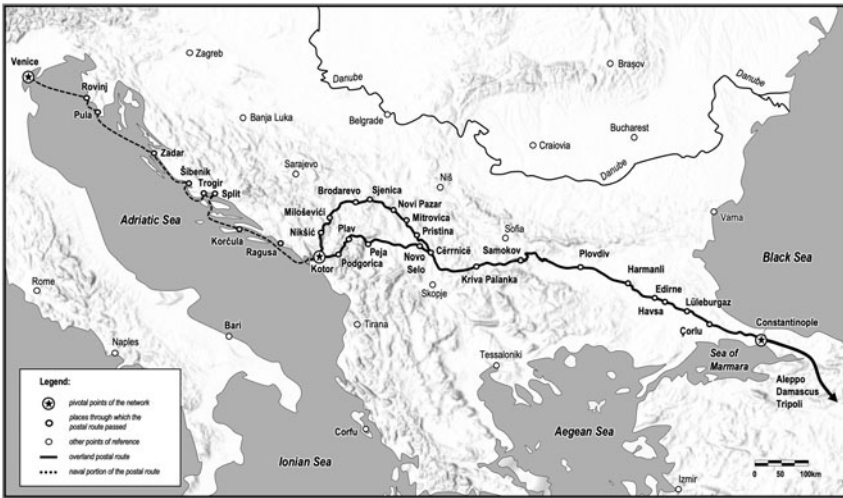 Venice
Rovinj
Pula
Zadar
Šibenik
Trogir
Split
Korčula
Ragusa
Kotor
Adriatic Sea
Zagreb
Banja Luka
Sarajevo
Belgrade
Danube
Danube
Danube
Braşov
Craiovia
Bucharest
Niš
Sofia
Varna
Black Sea
Brodarevo
Sjenica
Miloševići
Novi Pazar
Mitrovica
Nikšić
Plav
Pristina
Podgorica
Peja
Novo
Selo
Cërrnicë
Samokov
Kriva Palanka
Skopje
Plovdiv
Harmanli
Edirne
Havsa
Lüleburgaz
Çorlu
Constantinople
Sea of
Marmara
Aleppo
Damascus
Tripoli
Rome
Naples
Bari
Tirana
Tessaloniki
Corfu
Ionian Sea
Aegean Sea
Izmir
Legend:
pivotal points of the network
places through which the
postal route passed
other points of reference
overland postal route
naval portion of the postal route
0 100km